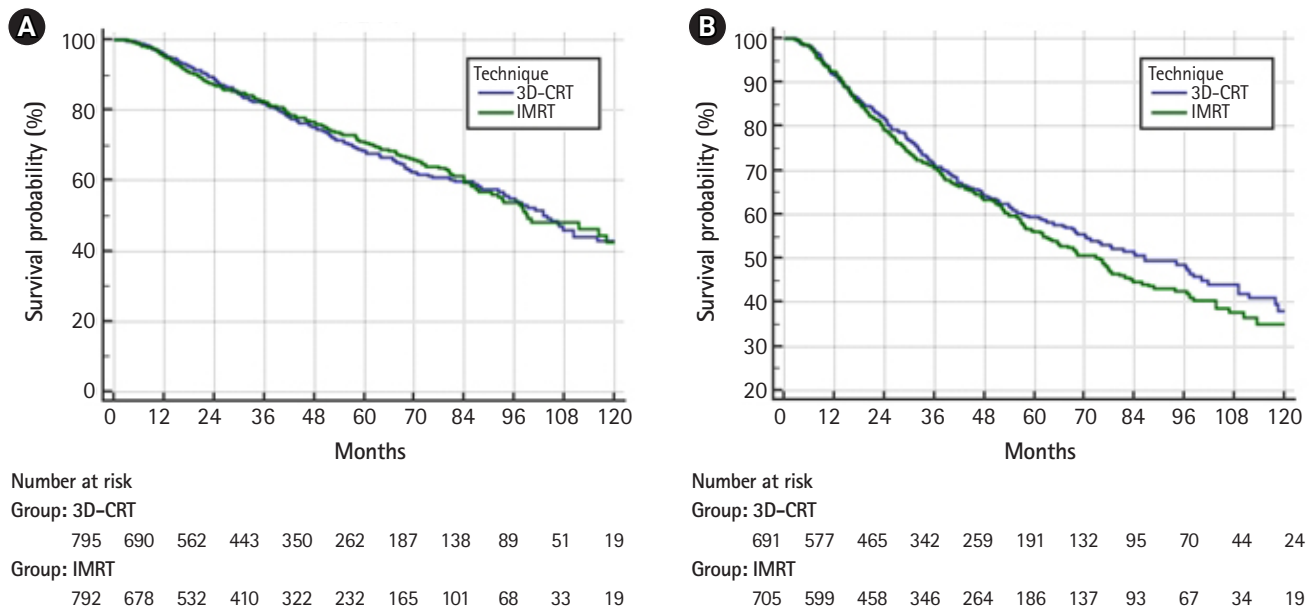 A
100
80
60
40
20
0
Survival probability (%)
Technique
3D-CRT
IMRT
0 12 24 36 48 60 70 84 96 108 120
Months
Number at risk
Group: 3D-CRT
795 690 562 443 350 262 187 138 89 51 19
Group: IMRT
792 678 532 410 322 232 165 101 68 33 19
B
100
90
80
70
60
50
40
30
20
Survival probability (%)
Technique
3D-CRT
IMRT
0 12 24 36 48 60 70 84 96 108 120
Months
Number at risk
Group: 3D-CRT
691 577 465 342 259 191 132 95 70 44 24
Group: IMRT
705 599 458 346 264 186 137 93 67 34 19